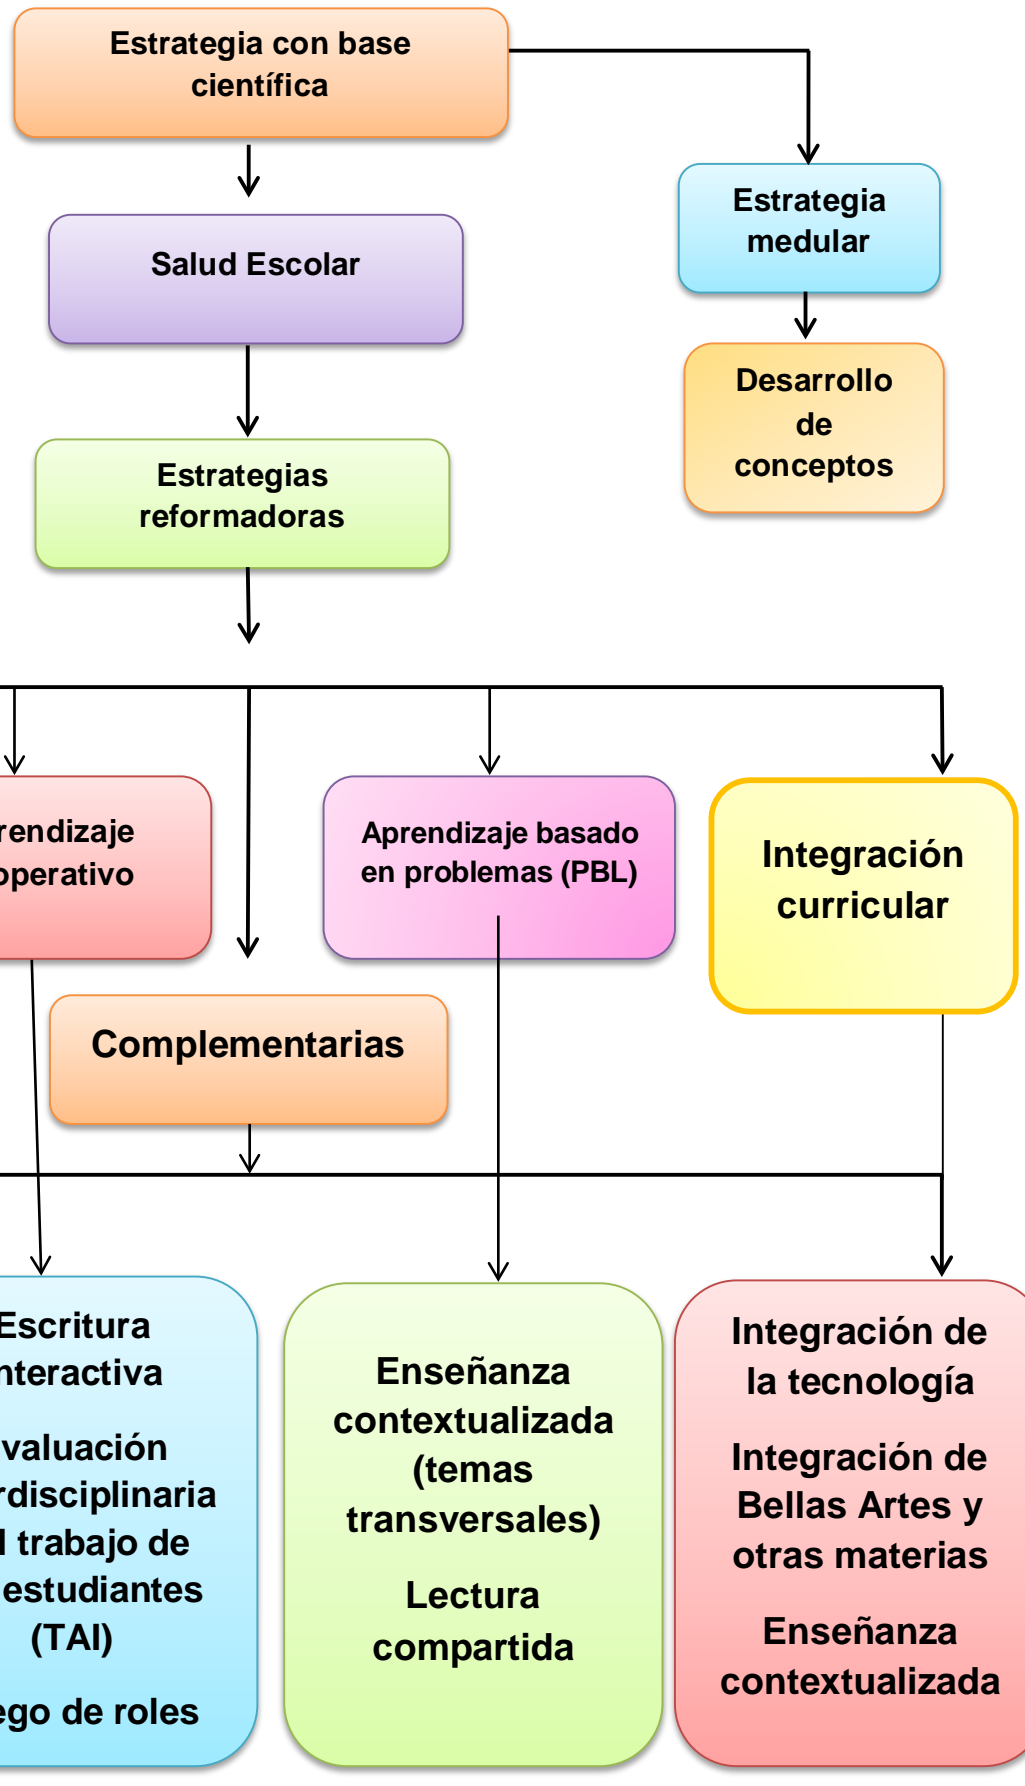 Estrategia con base
científica
Estrategia
medular
Salud Escolar
Desarrollo
de
conceptos
Estrategias
reformadoras
rendizaje
operativo
Aprendizaje basado
en problemas (PBL)
Integración
curricular
Complementarias
Escritura
nteractiva
valuación
rdisciplinaria
trabajo de
estudiantes
(TAI)
ego de roles
Enseñanza
contextualizada
(temas
transversales)
Lectura
compartida
Integración de
la tecnología
Integración de
Bellas Artes y
otras materias
Enseñanza
contextualizada